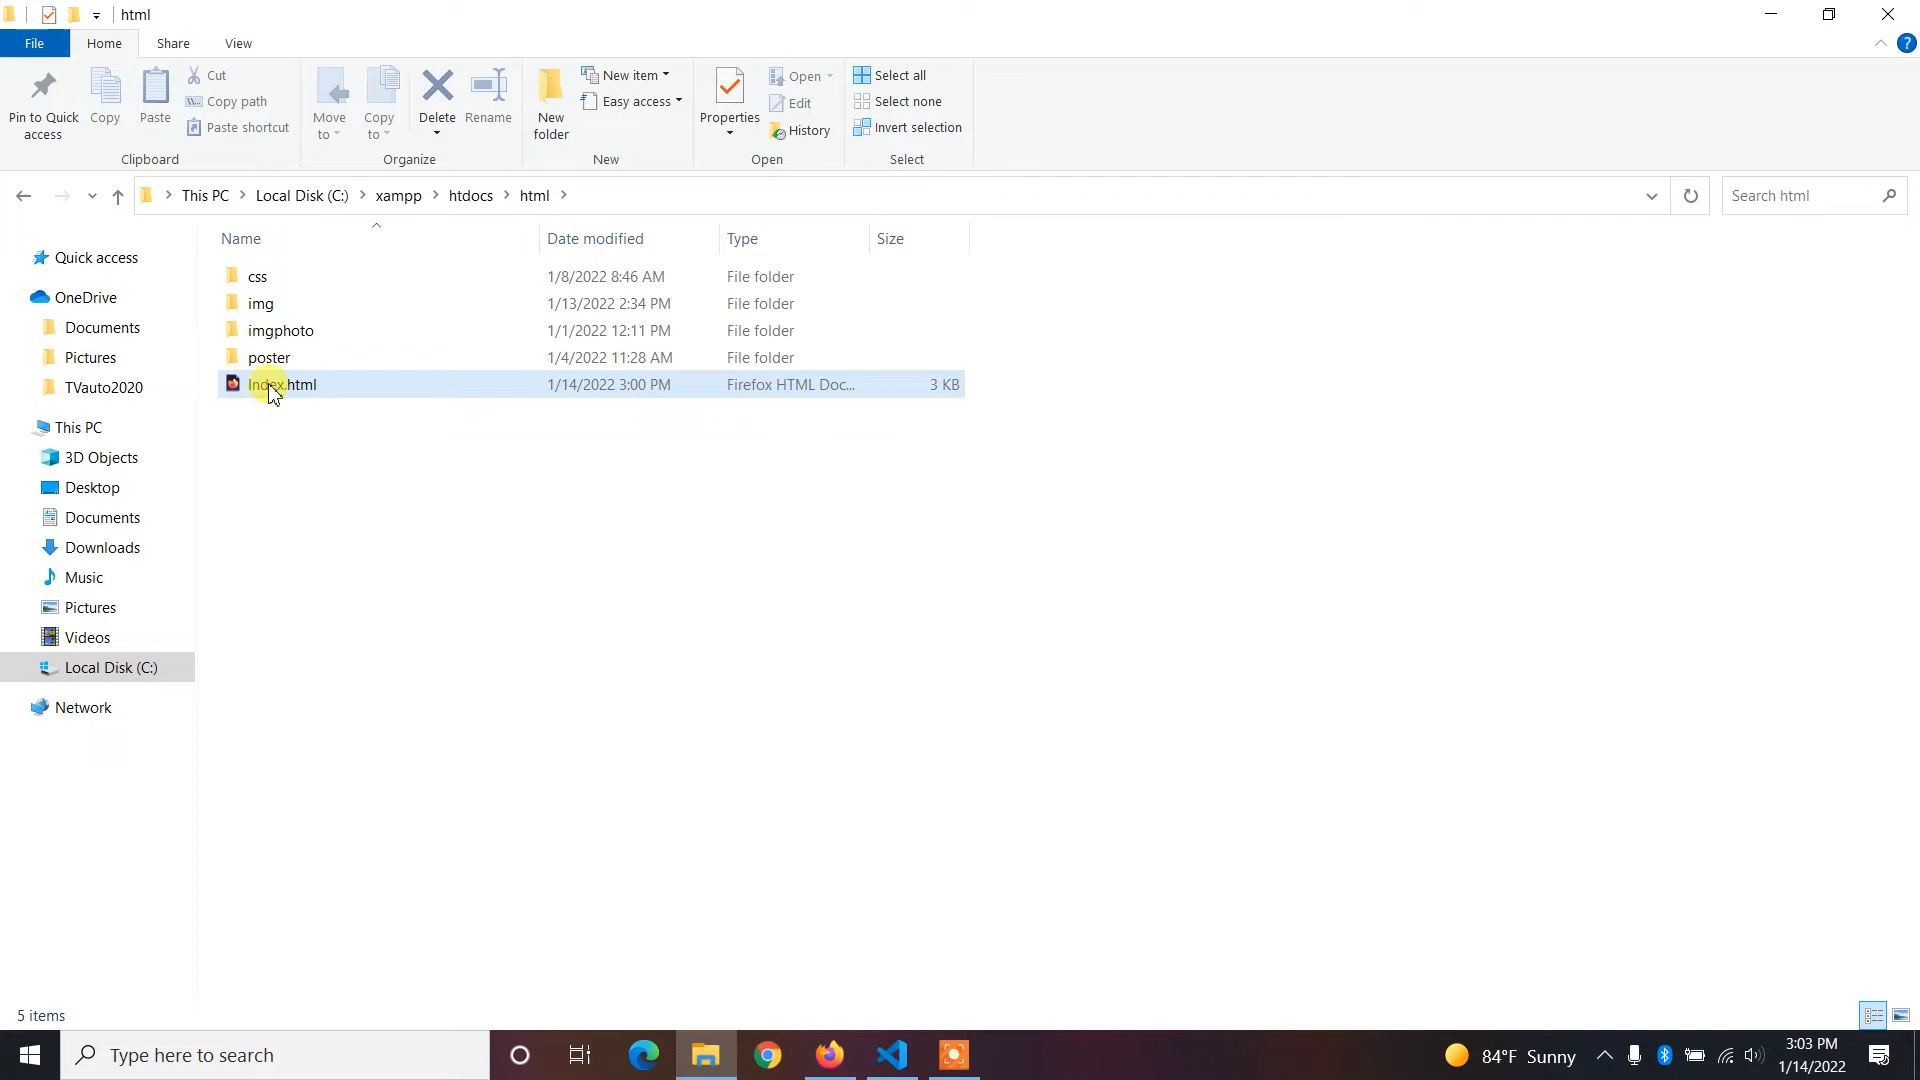 html
File
Home
Share
View
Pin to Quick access
Copy
Paste
Cut
Copy path
Paste shortcut
Clipboard
Move to
Copy to
Delete
Rename
Organize
New folder
New item
Easy access
New
Properties
Open
Edit
History
Open
Select all
Select none
Invert selection
Select
This PC
Local Disk (C:)
xampp
htdocs
html
Search html
Name
Date modified
Type
Size
css 1/8/2022 8:46 AM File folder
img 1/13/2022 2:34 PM File folder
imgphoto 1/1/2022 12:11 PM File folder
poster 1/4/2022 11:28 AM File folder
Index.html 1/14/2022 3:00 PM Firefox HTML Doc... 3 KB
Quick access
OneDrive
Documents
Pictures
TVauto2020
This PC
3D Objects
Desktop
Documents
Downloads
Music
Pictures
Videos
Local Disk (C:)
Network
5 items
Type here to search
84°F Sunny
3:03 PM
1/14/2022